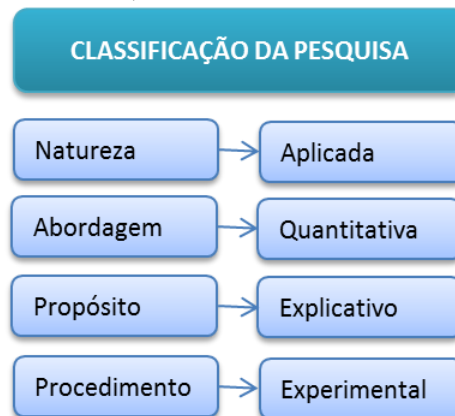 CLASSIFICAÇÃO DA PESQUISA
Natureza
Aplicada
Abordagem
Quantitativa
Propósito
Explicativo
Procedimento
Experimental